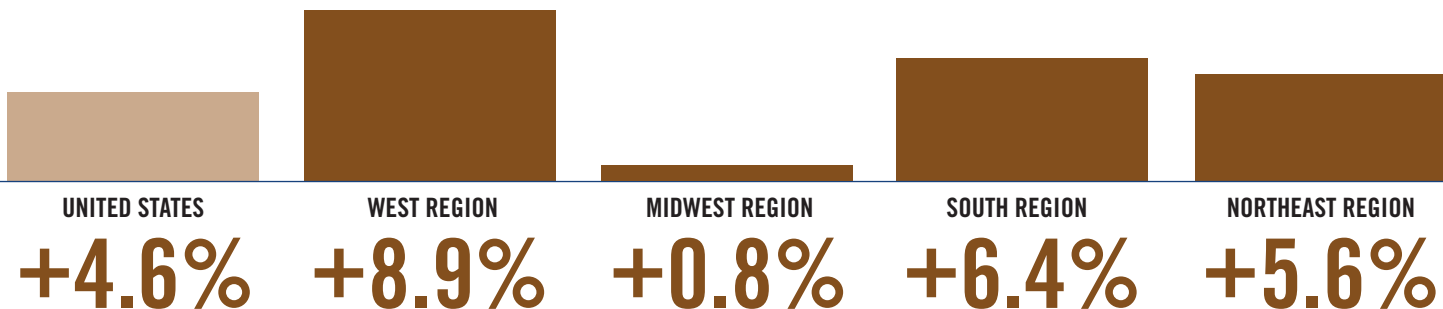 UNITED STATES
+4.6%
WEST REGION
+8.9%
MIDWEST REGION
+0.8%
SOUTH REGION
+6.4%
NORTHEAST REGION
+5.6%